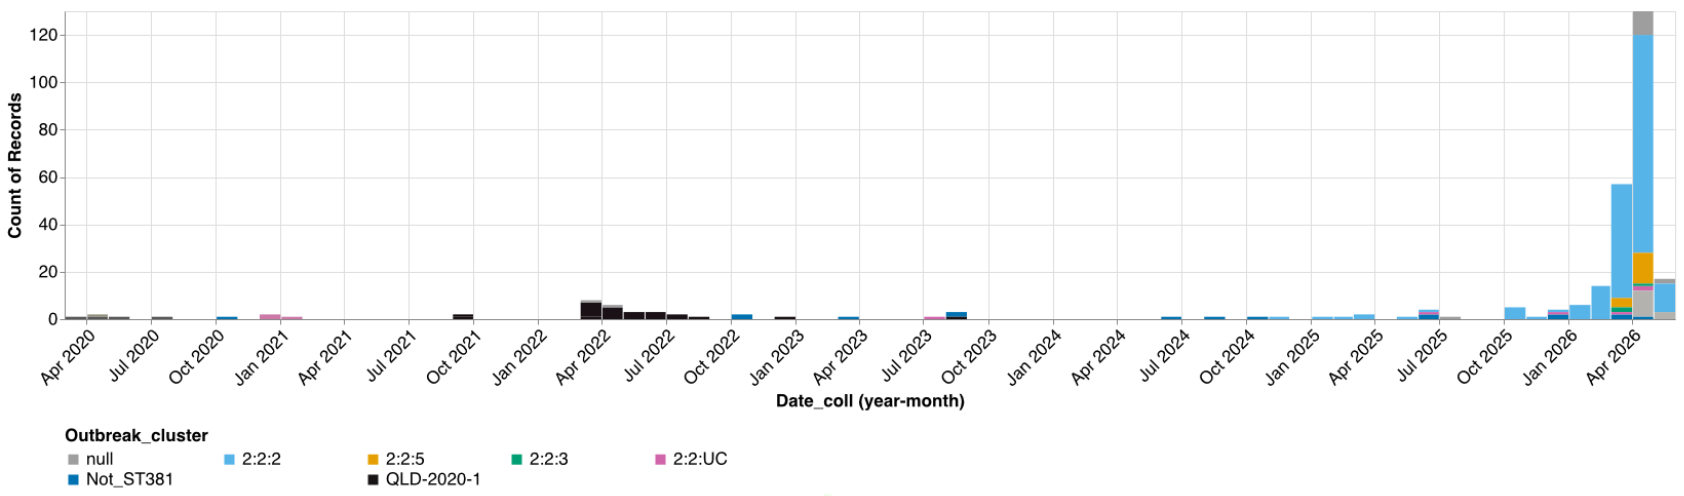 120
100
80
60
40
20
0
Count of Records
Apr 2020 Jul 2020 Oct 2020 Jan 2021 Apr 2021 Jul 2021 Oct 2021 Jan 2022 Apr 2022 Jul 2022 Oct 2022 Jan 2023 Apr 2023 Jul 2023 Oct 2023 Jan 2024 Apr 2024 Jul 2024 Oct 2024 Jan 2025 Apr 2025 Jul 2025 Oct 2025 Jan 2026 Apr 2026
Date_coll (year-month)
Outbreak_cluster
null 2:2:2 2:2:5 2:2:3 2:2:UC
Not_ST381 QLD-2020-1